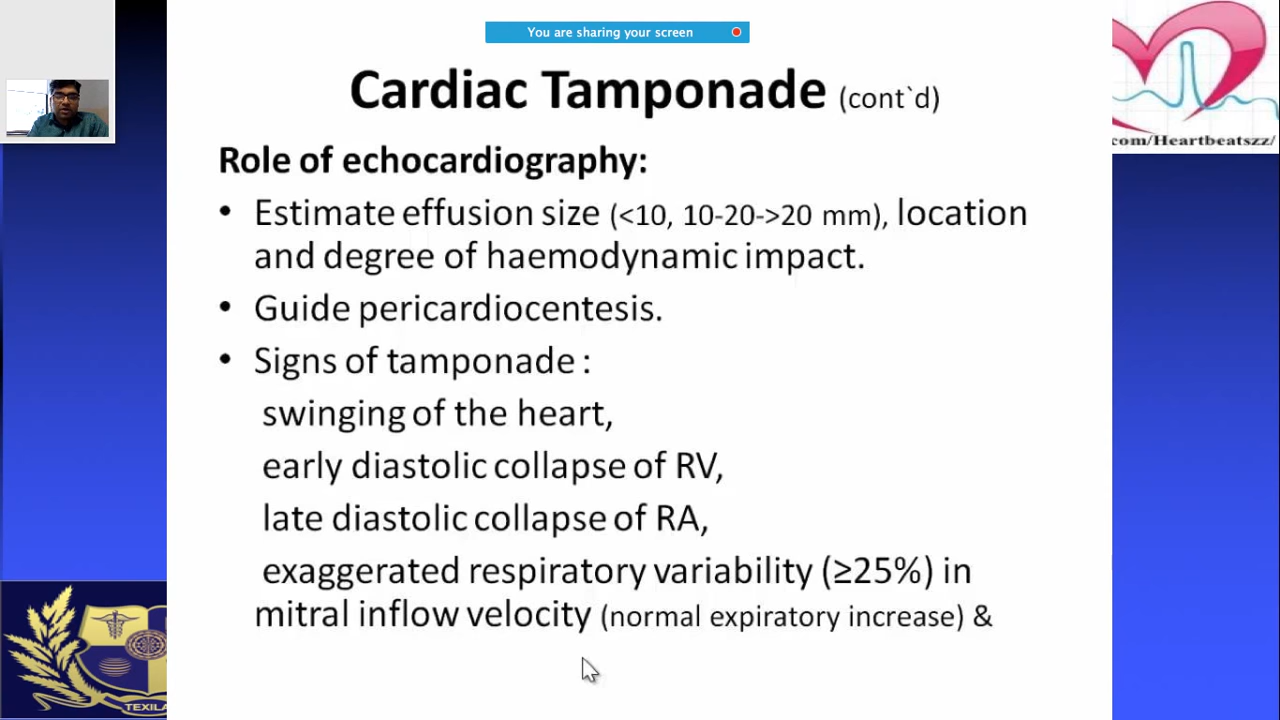 You are sharing your screen
Cardiac Tamponade (cont`d)
com/Heartbeatszz/
Role of echocardiography:
• Estimate effusion size (<10, 10-20->20 mm), location
and degree of haemodynamic impact.
• Guide pericardiocentesis.
• Signs of tamponade :
swinging of the heart,
early diastolic collapse of RV,
late diastolic collapse of RA,
exaggerated respiratory variability (≥25%) in
mitral inflow velocity (normal expiratory increase) &
TEXILA